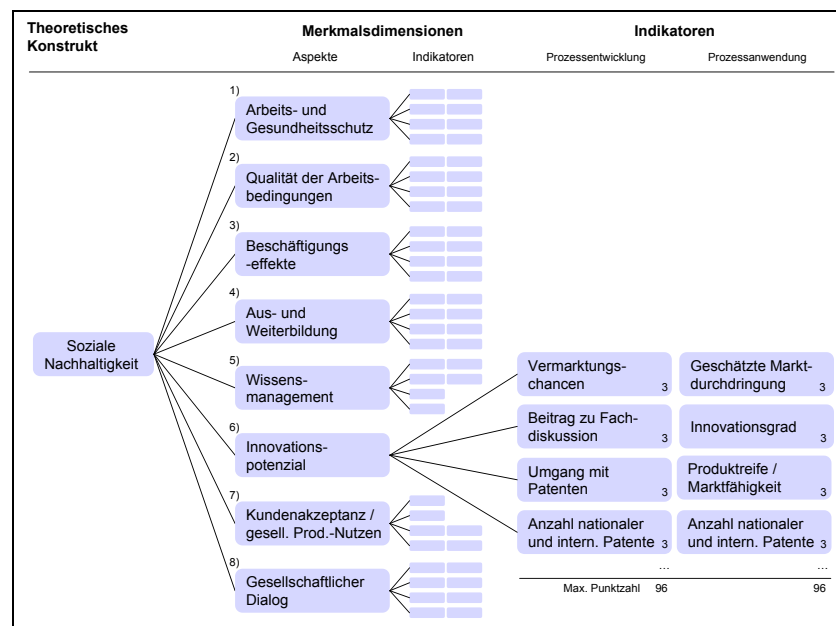 Theoretisches
Konstrukt
Merkmalsdimensionen
Indikatoren
Aspekte
Indikatoren
Prozessentwicklung
Prozessanwendung
1)
Arbeits- und
Gesundheitsschutz
2)
Qualität der Arbeits-
bedingungen
3)
Beschäftigungs
-effekte
4)
Aus- und
Weiterbildung
Soziale
Nachhaltigkeit
5)
Wissens-
management
6)
Innovations-
potenzial
7)
Kundenakzeptanz /
gesell. Prod.-Nutzen
8)
Gesellschaftlicher
Dialog
Vermarktungs-
chancen 3
Geschätzte Markt-
durchdringung 3
Beitrag zu Fach-
diskussion 3
Innovationsgrad
3
Umgang mit
Patenten 3
Produktreife /
Marktfähigkeit 3
Anzahl nationaler
und intern. Patente 3
Anzahl nationaler
und intern. Patente 3
... ...
Max. Punktzahl 96 96